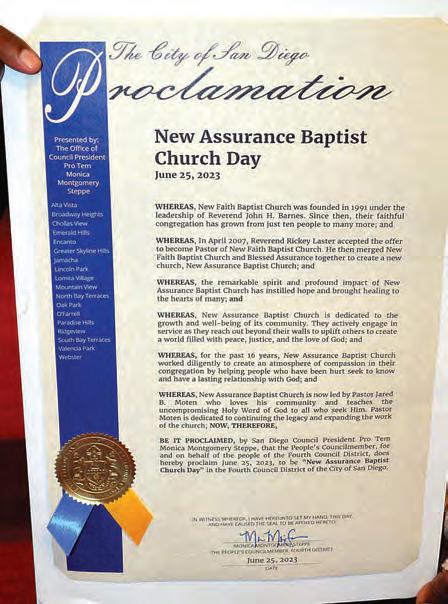 The City of San Diego
Proclamation
Presented by:
The Office of
Council President
Pro Tem
Monica
Montgomery
Steppe
Alta Vista
Broadway Heights
Chollas View
Emerald Hills
Encanto
Greater Skyline Hills
Jamacha
Lincoln Park
Lomita Village
Mountain View
North Bay Terraces
Oak Park
O'Farrell
Paradise Hills
Ridgeview
South Bay Terraces
Valencia Park
Webster
New Assurance Baptist
Church Day
June 25, 2023
WHEREAS, New Faith Baptist Church was founded in 1991 under the
leadership of Reverend John H. Barnes. Since then, their faithful
congregation has grown from just ten people to many more; and
WHEREAS, in April 2007, Reverend Rickey Laster accepted the offer
to become Pastor of New Faith Baptist Church. He then merged New
Faith Baptist Church and Blessed Assurance together to create a new
church, New Assurance Baptist Church; and
WHEREAS, the remarkable spirit and profound impact of New
Assurance Baptist Church has instilled hope and brought healing to
the hearts of many; and
WHEREAS, New Assurance Baptist Church is dedicated to the
growth and well-being of its community. They actively engage in
service as they reach out beyond their walls to uplift others to create
a world filled with peace, justice, and the love of God; and
WHEREAS, for the past 16 years, New Assurance Baptist Church
worked diligently to create an atmosphere of compassion in their
congregation by helping people who have been hurt seek to know
and have a lasting relationship with God; and
WHEREAS, New Assurance Baptist Church is now led by Pastor Jared
B. Moten who loves his community and teaches the
uncompromising Holy Word of God to all who seek Him. Pastor
Moten is dedicated to continuing the legacy and expanding the work
of the church; NOW, THEREFORE,
BE IT PROCLAIMED, by San Diego Council President Pro Tem
Monica Montgomery Steppe, that the People's Councilmember, for
and on behalf of the people of the Fourth Council District, does
hereby proclaim June 25, 2023, to be "New Assurance Baptist
Church Day" in the Fourth Council District of the City of San Diego.
IN WITNESS WHEREOF, I HAVE HEREUNTO SET MY HAND, THIS DAY,
AND HAVE CAUSED THE SEAL TO BE AFFIXED HERETO:
MONICA MONTGOMERY STEPPE
THE PEOPLE'S COUNCILMEMBER, FOURTH DISTRICT
June 25, 2023
DATE